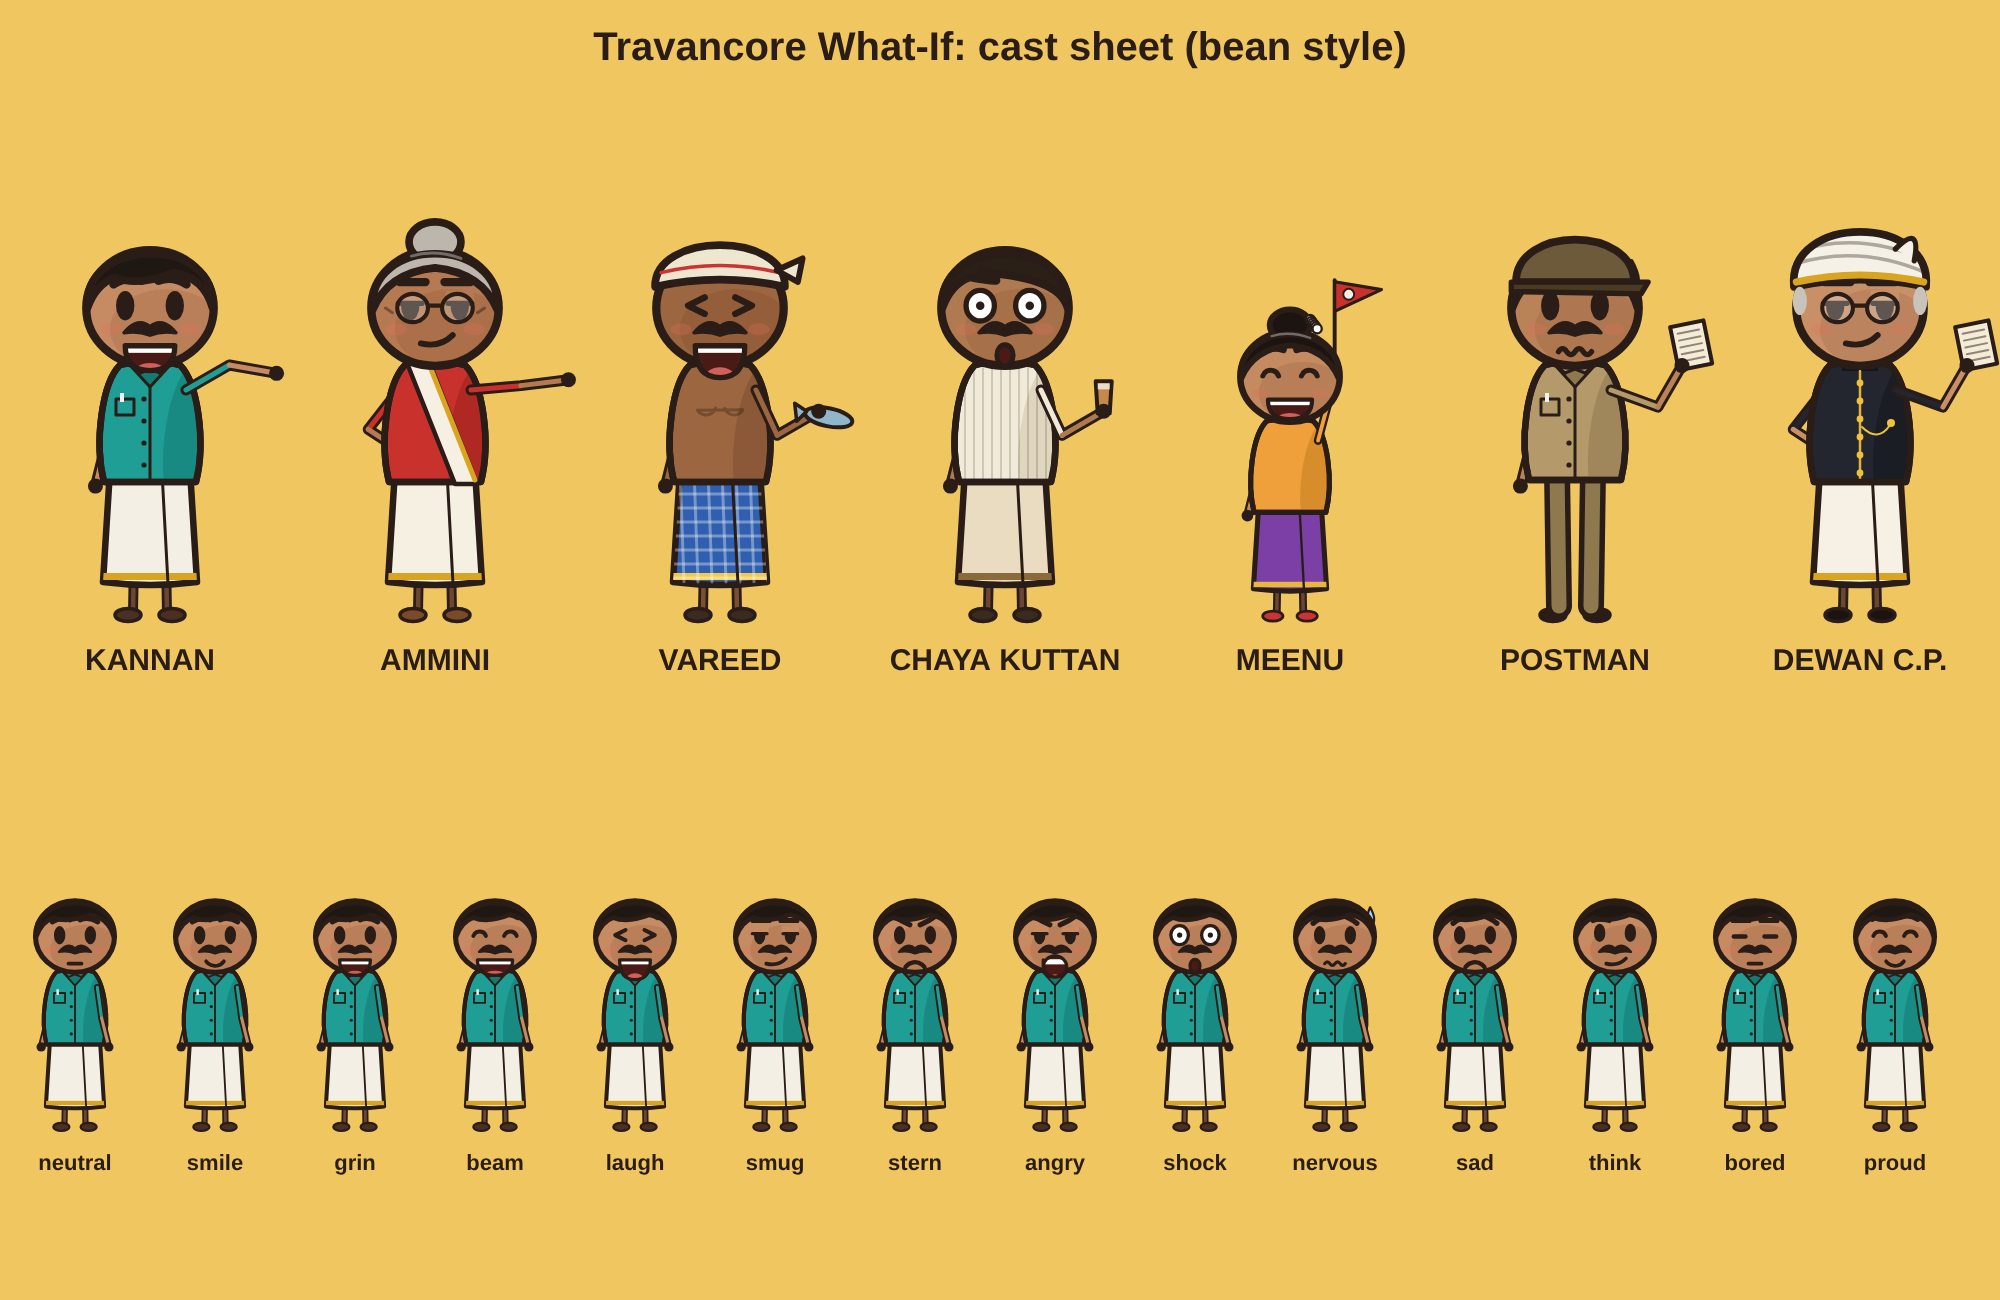 Travancore What-If: cast sheet (bean style)
KANNAN AMMINI VAREED CHAYA KUTTAN MEENU POSTMAN DEWAN C.P.
neutral smile grin beam laugh smug stern angry shock nervous sad think bored proud